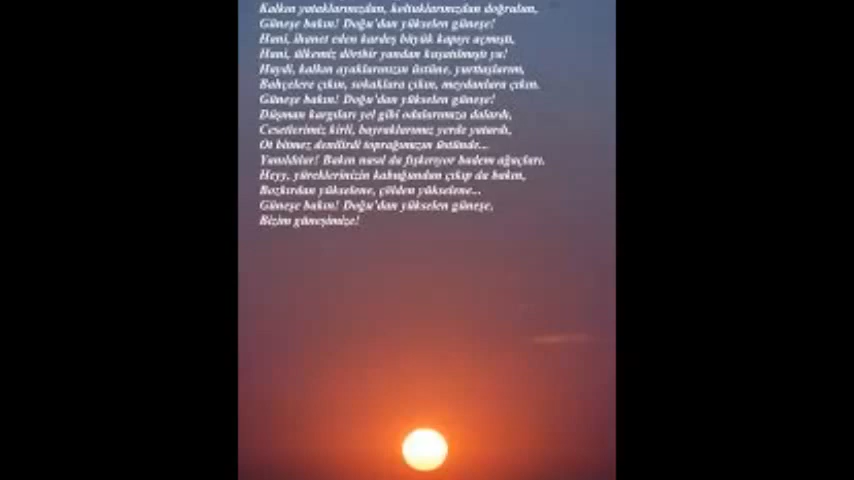 Kalkın yataklarınızdan, koltuklarınızdan doğrulun,
Güneşe bakın! Doğu'dan yükselen güneşe!
Hani, ihanet eden kardeş büyük kapıyı açmıştı,
Hani, ülkemiz dörtbir yandan kuşatılmıştı ya!
Haydi, kalkın ayaklarınızın üstüne, yurttaşlarım,
Bahçelere çıkın, sokaklara çıkın, meydanlara çıkın.
Güneşe bakın! Doğu'dan yükselen güneşe!
Düşman kargıları yel gibi odalarımıza dalardı,
Cesetlerimiz kirli, bayraklarımız yerde yatardı,
Ot bitmez denilirdi toprağımızın üstünde...
Yanıldılar! Bakın nasıl da fışkırıyor badem ağaçları.
Heyy, yüreklerinizin kabuğundan çıkıp da bakın,
Bozkırdan yükselene, çölden yükselene...
Güneşe bakın! Doğu'dan yükselen güneşe,
Bizim güneşimize!